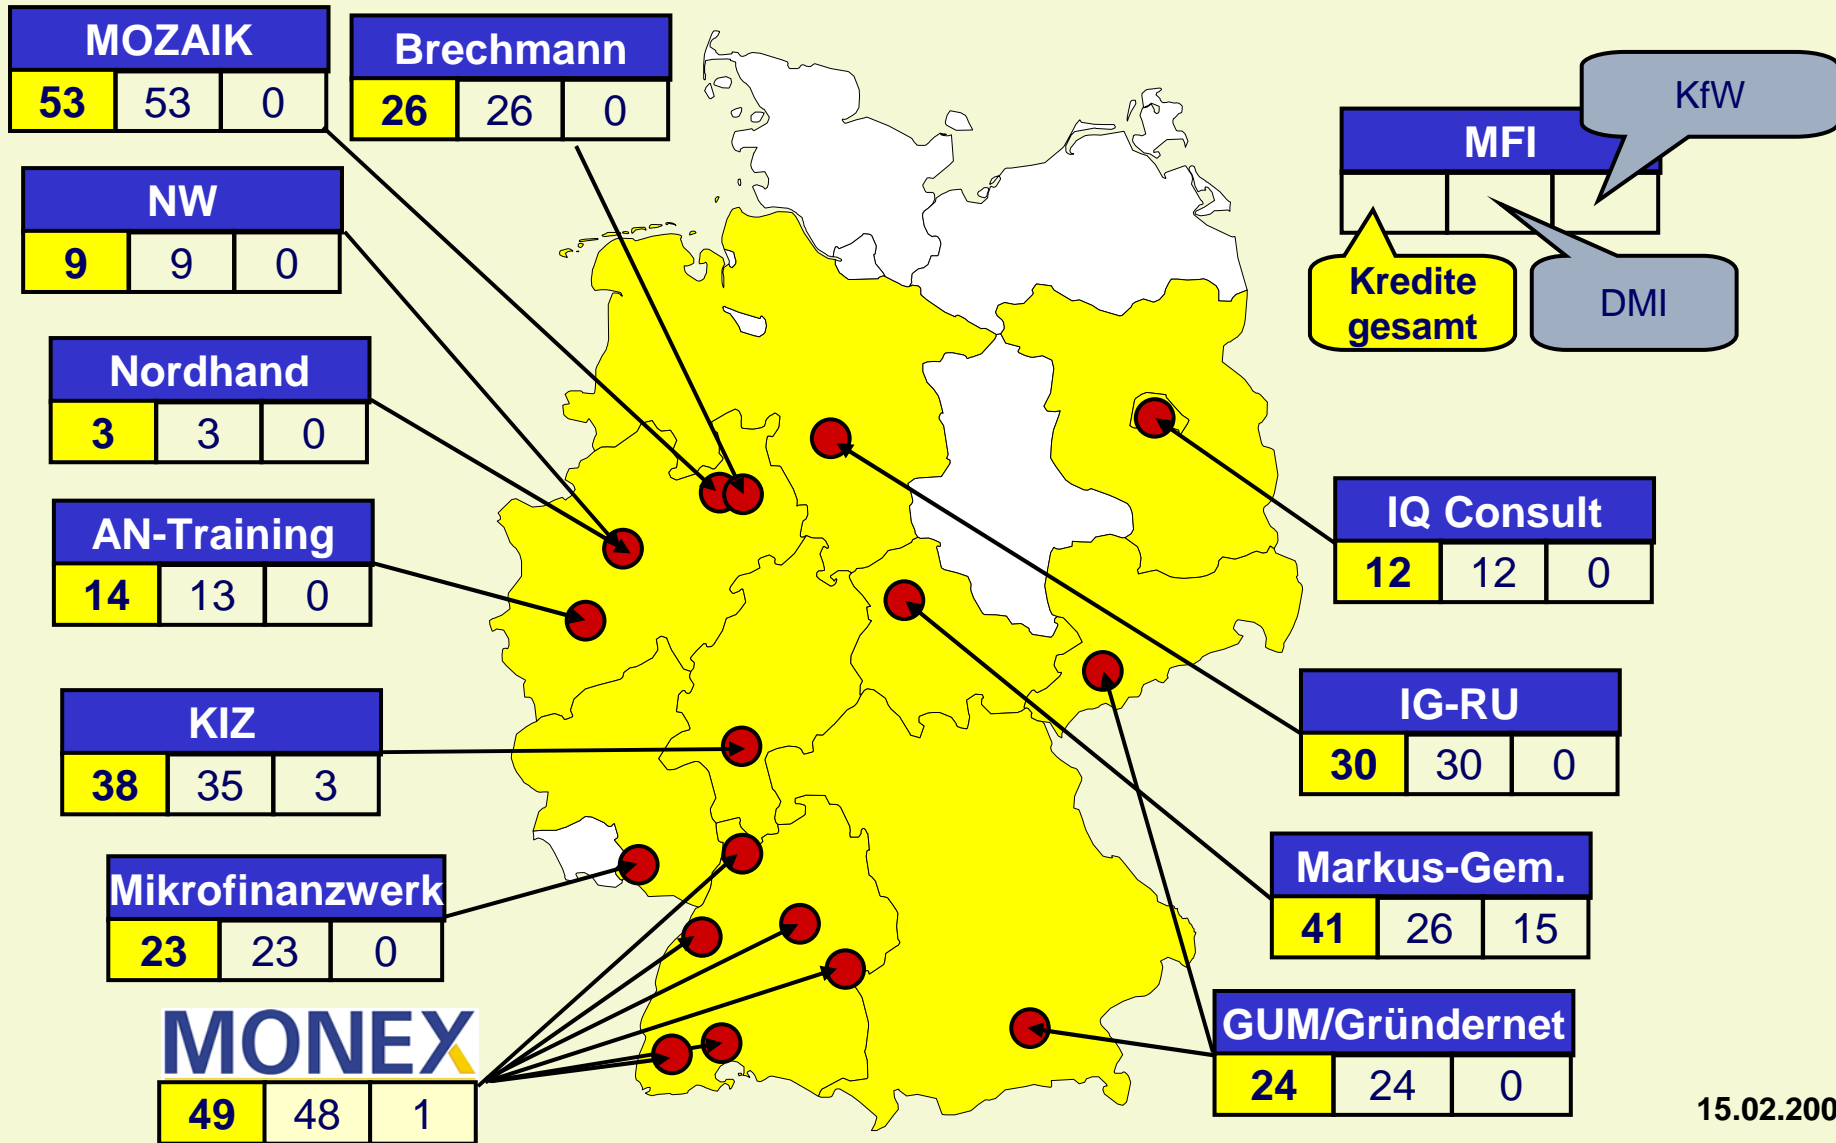 MOZAIK
53 53 0
Brechmann
26 26 0
KfW
MFI
Kredite
gesamt
DMI
NW
9 9 0
Nordhand
3 3 0
AN-Training
14 13 0
KIZ
38 35 3
Mikrofinanzwerk
23 23 0
MONEX
49 48 1
IQ Consult
12 12 0
IG-RU
30 30 0
Markus-Gem.
41 26 15
GUM/Gründernet
24 24 0
15.02.200